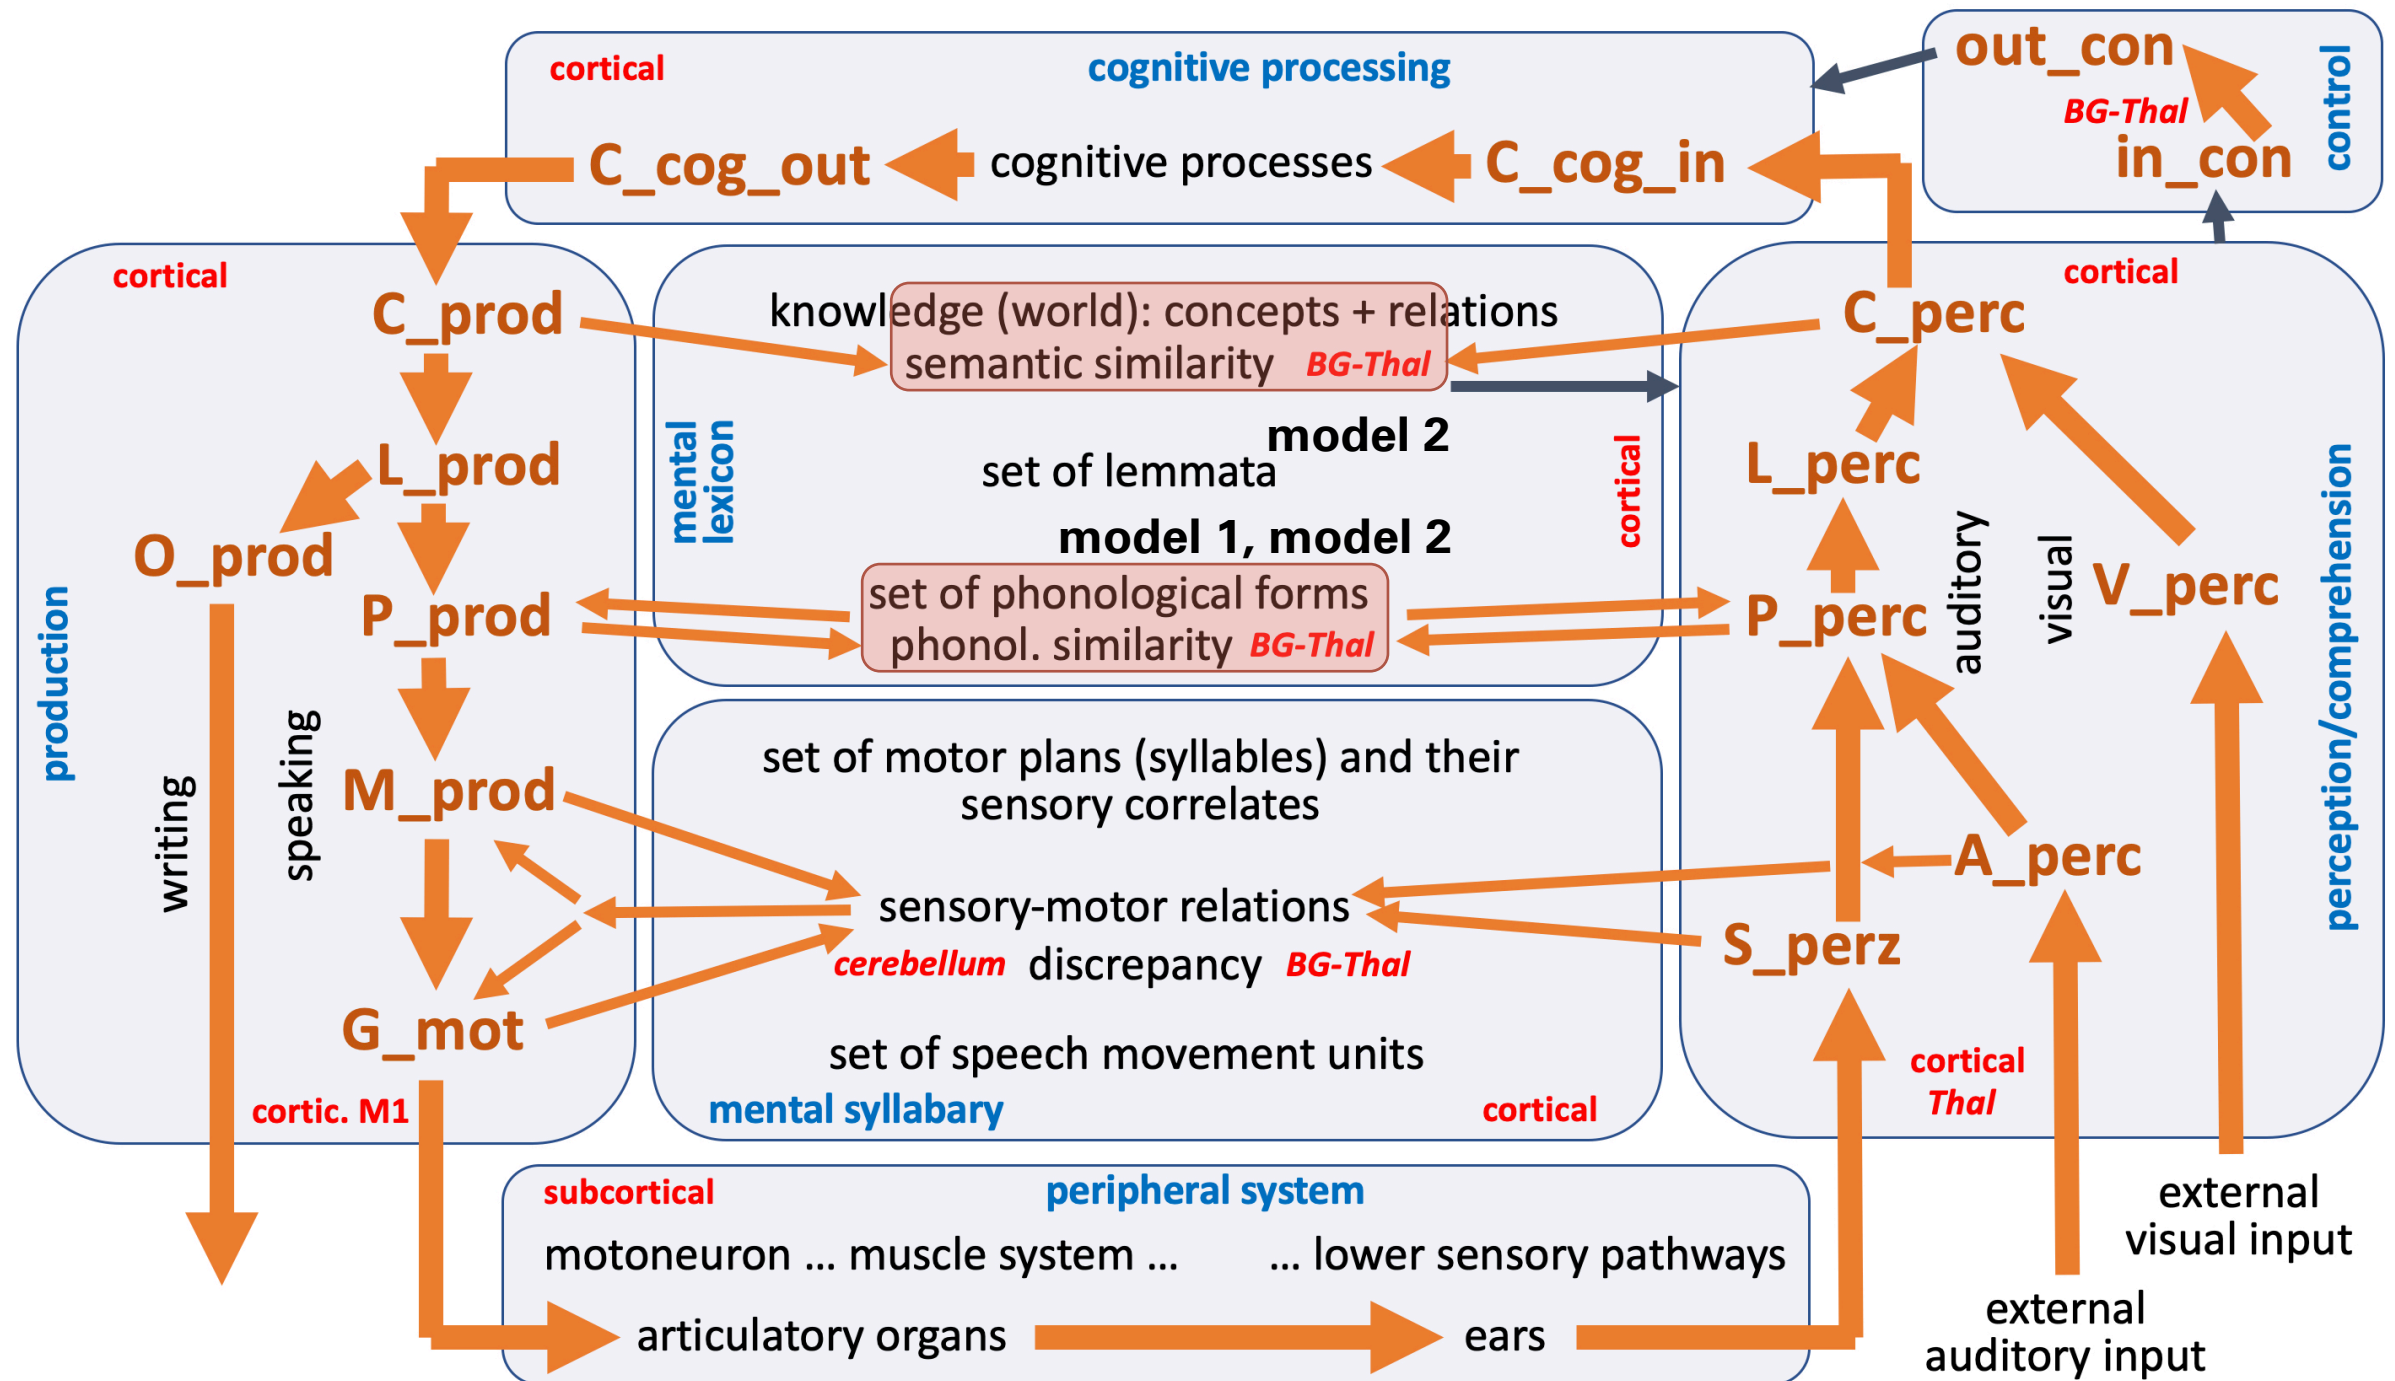 cortical
cognitive processing
C_cog_out
cognitive processes
C_cog_in
out_con
BG-Thal
in_con
control
cortical
C_prod
L_prod
O_prod
P_prod
M_prod
G_mot
cortic. M1
production
writing
speaking
knowledge (world): concepts + relations
semantic similarity BG-Thal
model 2
set of lemmata
mental
lexicon
cortical
model 1, model 2
set of phonological forms
phonol. similarity BG-Thal
set of motor plans (syllables) and their
sensory correlates
sensory-motor relations
cerebellum discrepancy BG-Thal
set of speech movement units
mental syllabary
cortical
cortical
C_perc
L_perc
P_perc
auditory
visual
V_perc
A_perc
S_perz
cortical
Thal
perception/comprehension
subcortical
peripheral system
motoneuron ... muscle system ...
... lower sensory pathways
articulatory organs
ears
external
visual input
external
auditory input